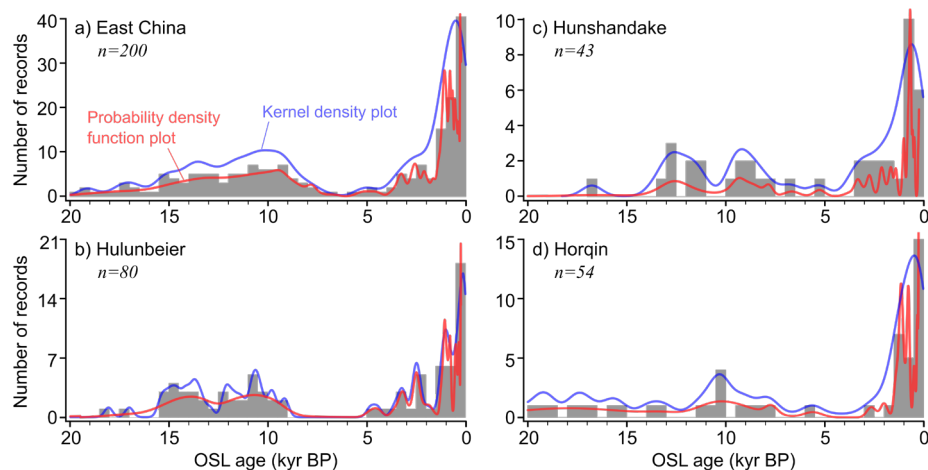 a) East China
n=200
Probability density
function plot
Kernel density plot
Number of records
40
30
20
10
0
20
15
10
5
0
c) Hunshandake
n=43
10
8
6
4
2
0
20
15
10
5
0
b) Hulunbeier
n=80
Number of records
21
14
7
0
20
15
10
5
0
OSL age (kyr BP)
d) Horqin
n=54
15
10
5
0
20
15
10
5
0
OSL age (kyr BP)